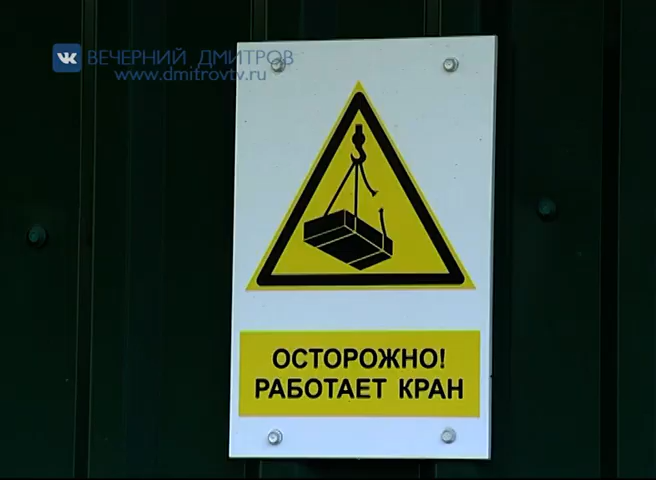 ВЕЧЕРНИЙ ДМИТРОВ
www.dmitrovtv.ru
ОСТОРОЖНО!
РАБОТАЕТ КРАН